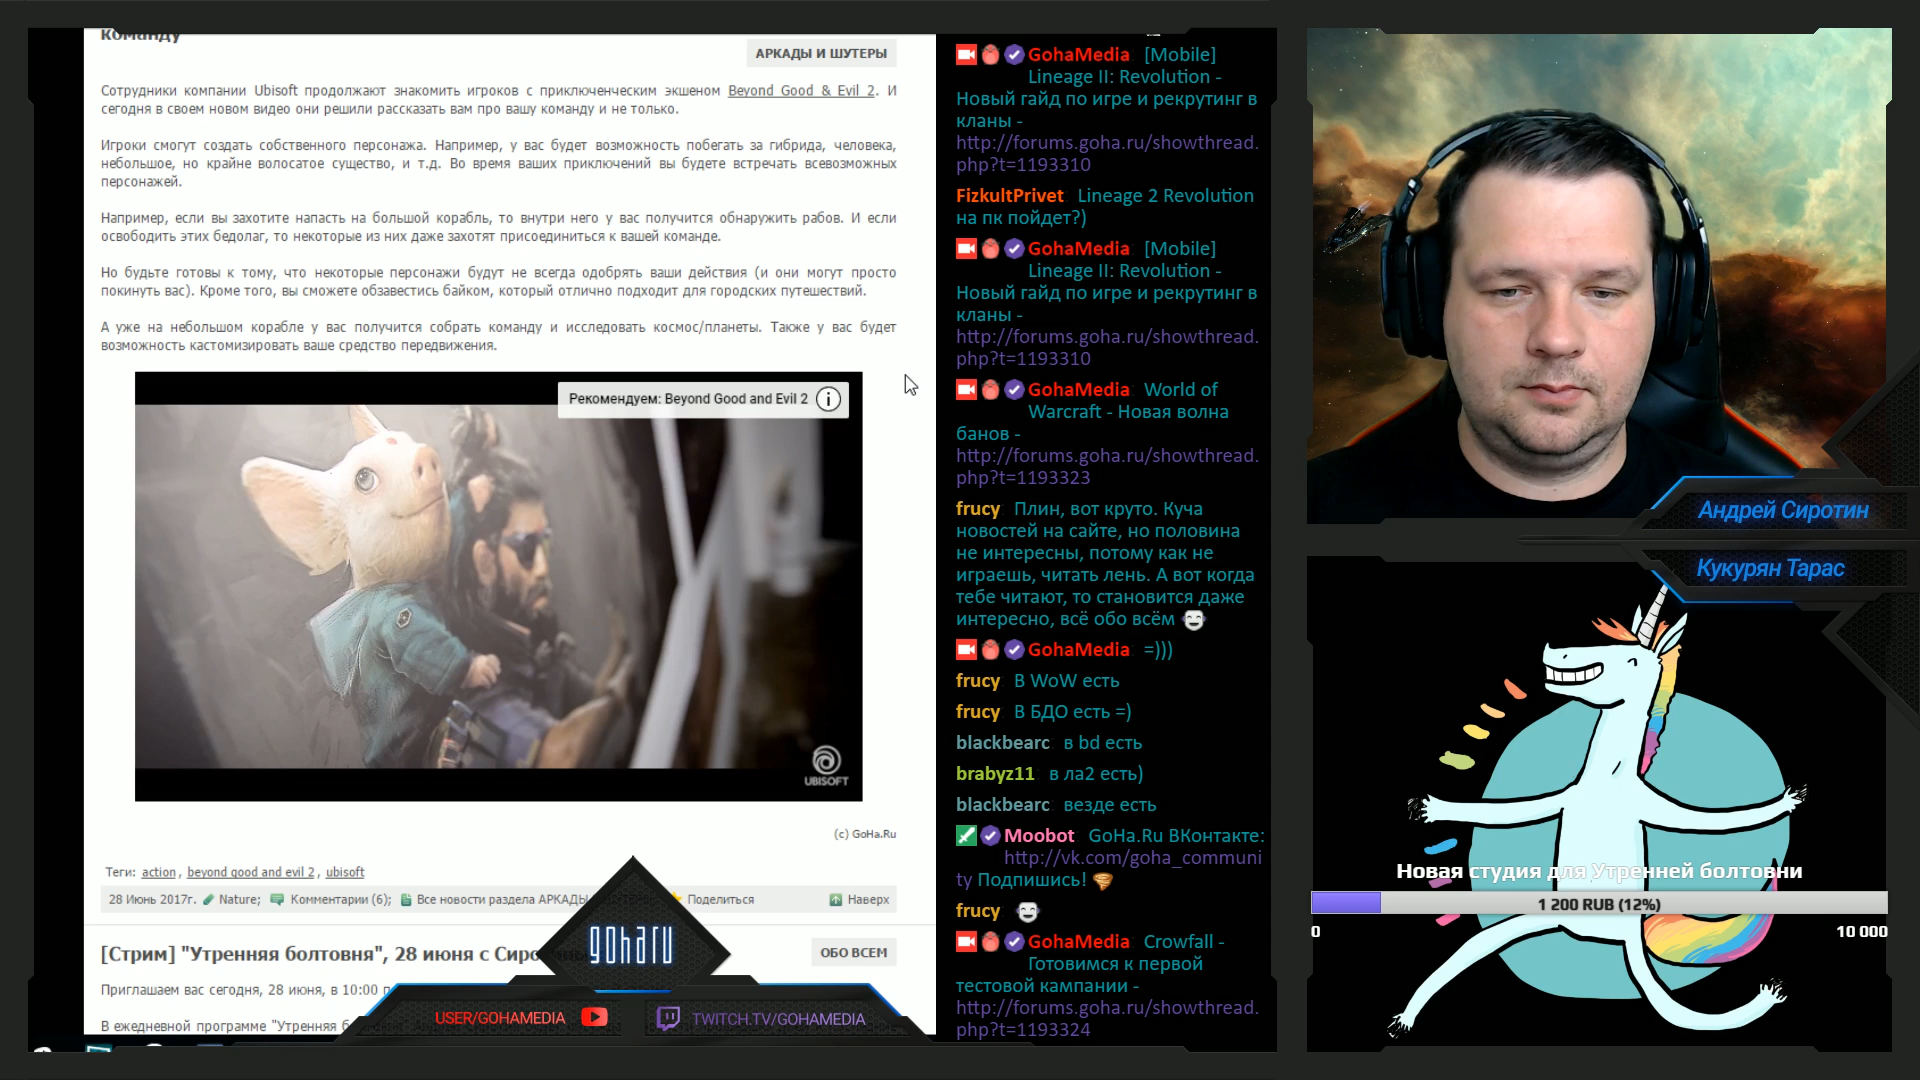 команду
АРКАДЫ И ШУТЕРЫ
Сотрудники компании Ubisoft продолжают знакомить игроков с приключенческим экшеном Beyond Good & Evil 2. И
сегодня в своем новом видео они решили рассказать вам про вашу команду и не только.
Игроки смогут создать собственного персонажа. Например, у вас будет возможность побегать за гибрида, человека,
небольшое, но крайне волосатое существо, и т.д. Во время ваших приключений вы будете встречать всевозможных
персонажей.
Например, если вы захотите напасть на большой корабль, то внутри него у вас получится обнаружить рабов. И если
освободить этих бедолаг, то некоторые из них даже захотят присоединиться к вашей команде.
Но будьте готовы к тому, что некоторые персонажи будут не всегда одобрять ваши действия (и они могут просто
покинуть вас). Кроме того, вы сможете обзавестись байком, который отлично подходит для городских путешествий.
А уже на небольшом корабле у вас получится собрать команду и исследовать космос/планеты. Также у вас будет
возможность кастомизировать ваше средство передвижения.
Рекомендуем: Beyond Good and Evil 2
UBISOFT
(c) GoHa.Ru
Теги: action, beyond good and evil 2, ubisoft
28 Июнь 2017г. Nature; Комментарии (6); Все новости раздела АРКАДЫ Поделиться Наверх
[Стрим] "Утренняя болтовня", 28 июня с
ОБО ВСЕМ
Приглашаем вас сегодня, 28 июня, в 10:00
В ежедневной программе "Утренняя
goharu
USER/GOHAMEDIA
TWITCH.TV/GOHAMEDIA
GohaMedia [Mobile]
Lineage II: Revolution -
Новый гайд по игре и рекрутинг в
кланы -
http://forums.goha.ru/showthread.
php?t=1193310
FizkultPrivet Lineage 2 Revolution
на пк пойдет?)
GohaMedia [Mobile]
Lineage II: Revolution -
Новый гайд по игре и рекрутинг в
кланы -
http://forums.goha.ru/showthread.
php?t=1193310
GohaMedia World of
Warcraft - Новая волна
банов -
http://forums.goha.ru/showthread.
php?t=1193323
frucy Плин, вот круто. Куча
новостей на сайте, но половина
не интересны, потому как не
играешь, читать лень. А вот когда
тебе читают, то становится даже
интересно, всё обо всём
GohaMedia =)))
frucy В WoW есть
frucy В БДО есть =)
blackbearc в bd есть
brabyz11 в ла2 есть)
blackbearc везде есть
Moobot GoHa.Ru ВКонтакте:
http://vk.com/goha_communi
ty Подпишись!
frucy
GohaMedia Crowfall -
Готовимся к первой
тестовой кампании -
http://forums.goha.ru/showthread.
php?t=1193324
Андрей Сиротин
Кукурян Тарас
Новая студия для Утренней болтовни
1 200 RUB (12%)
0
10 000